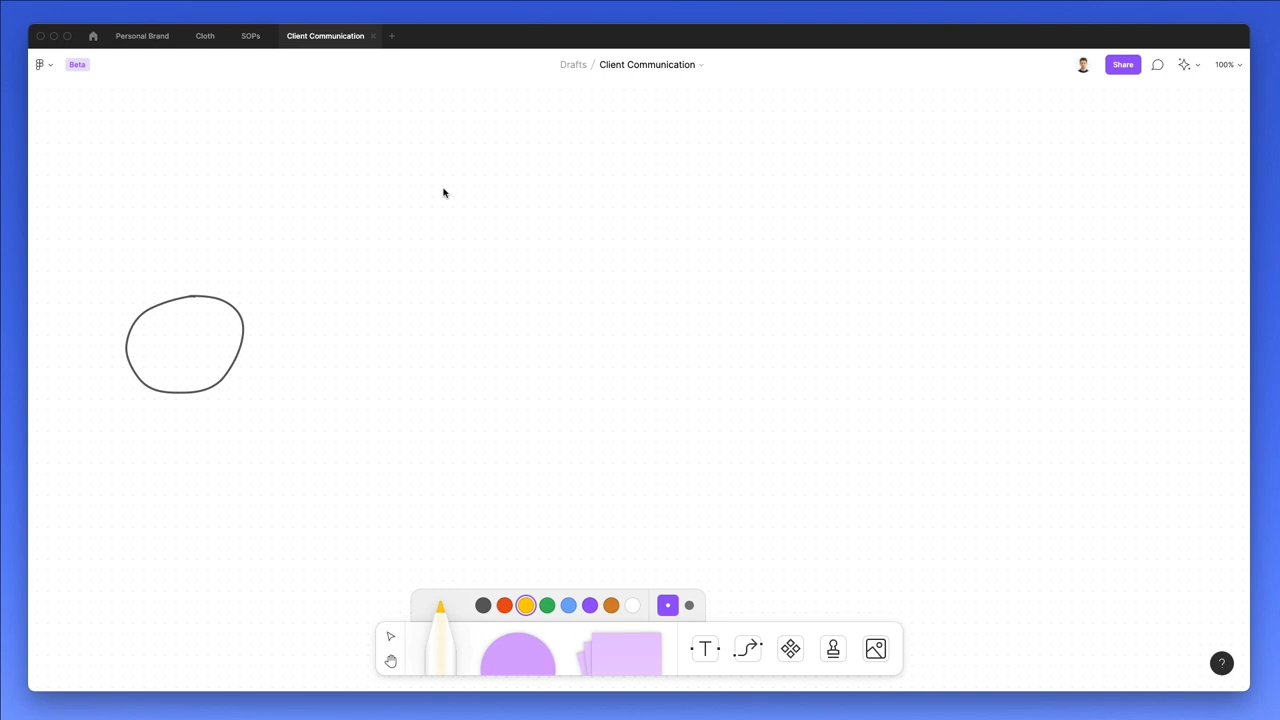 Personal Brand Cloth SOPs Client Communication
Beta Drafts / Client Communication Share 100%
T
?